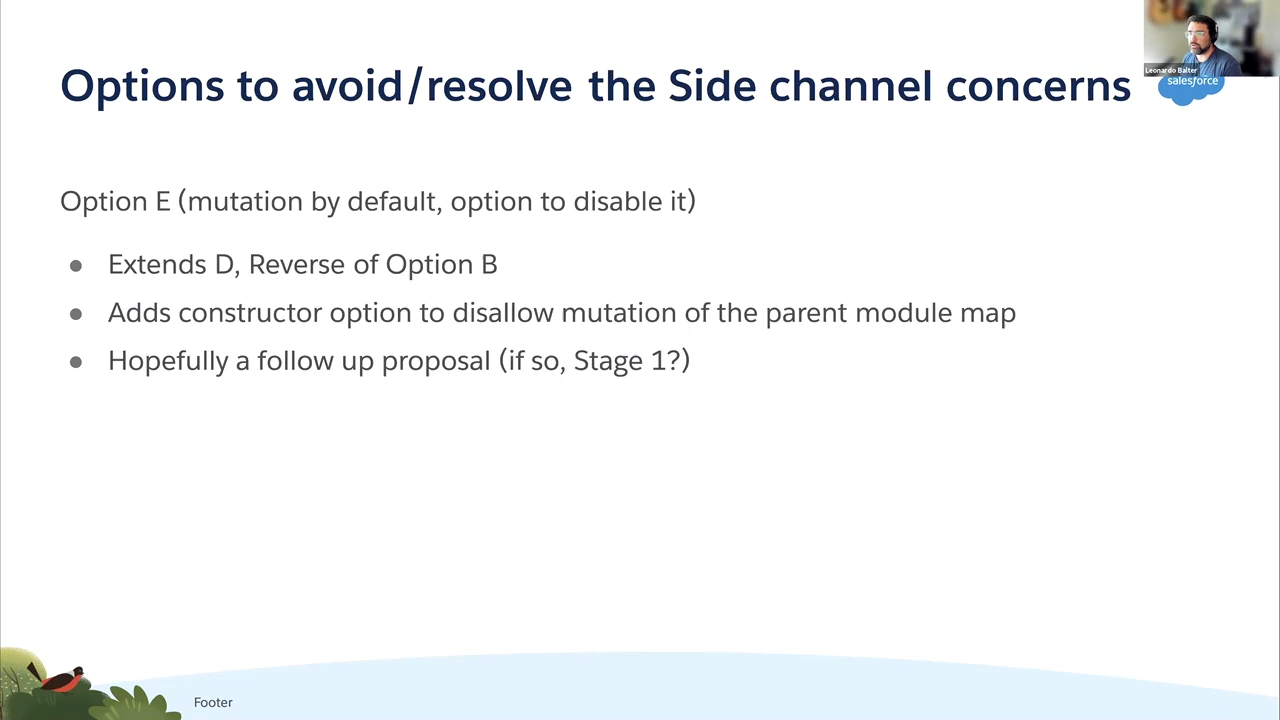 Options to avoid/resolve the Side channel concerns
Leonardo Balter
salesforce
Option E (mutation by default, option to disable it)
● Extends D, Reverse of Option B
● Adds constructor option to disallow mutation of the parent module map
● Hopefully a follow up proposal (if so, Stage 1?)
Footer